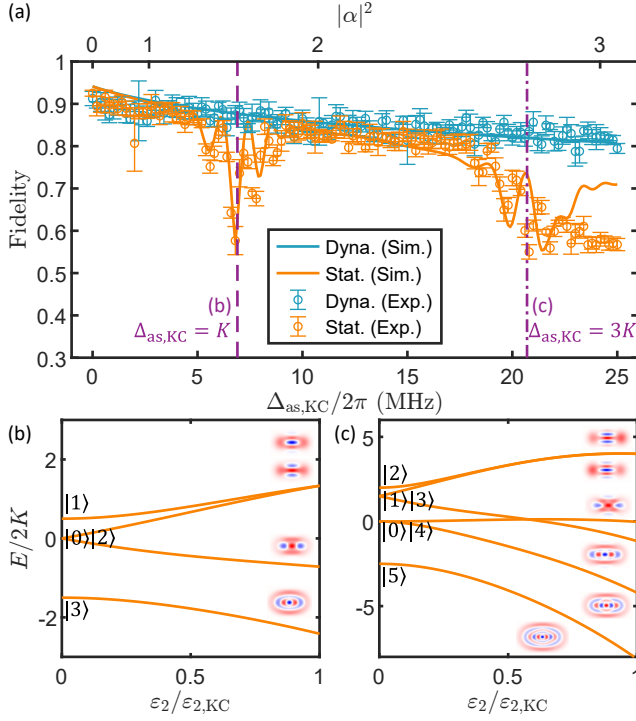 (a)
|α|²
0 1 2 3
Fidelity
1
0.9
0.8
0.7
0.6
0.5
0.4
0.3
Dyna. (Sim.)
Stat. (Sim.)
Dyna. (Exp.)
Stat. (Exp.)
(b)
Δas,KC = K
(c)
Δas,KC = 3K
0 5 10 15 20 25
Δas,KC/2π (MHz)
(b)
E/2K
2
0
-2
|1⟩
|0⟩|2⟩
|3⟩
0 0.5 1
ε2/ε2,KC
(c)
5
0
-5
|2⟩
|1⟩|3⟩
|0⟩|4⟩
|5⟩
0 0.5 1
ε2/ε2,KC